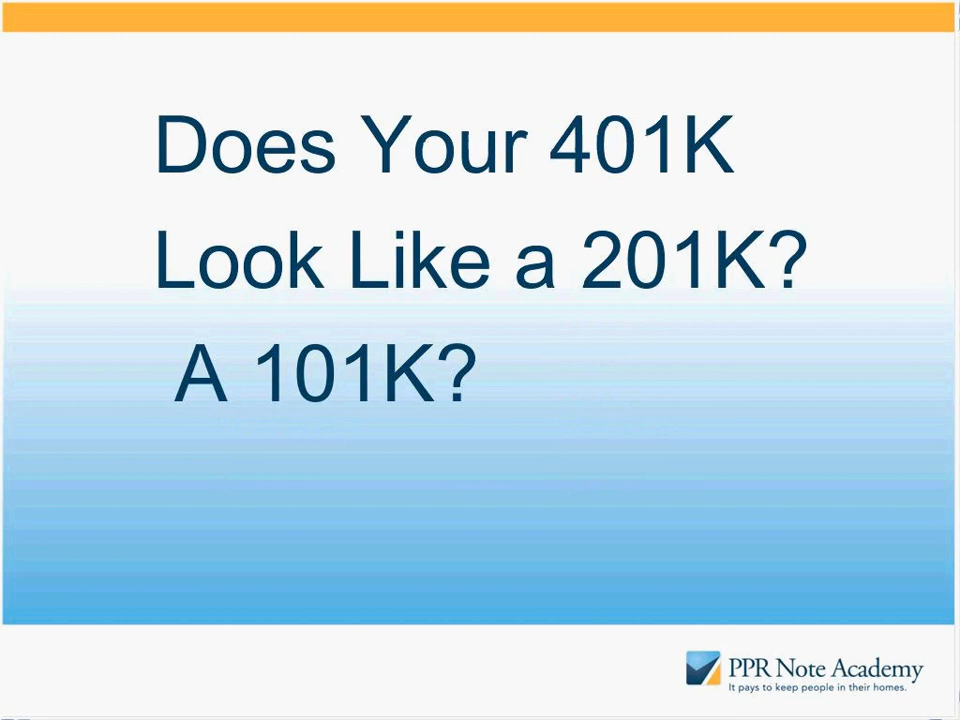 Does Your 401K
Look Like a 201K?
A 101K?
PPR Note Academy
It pays to keep people in their homes.